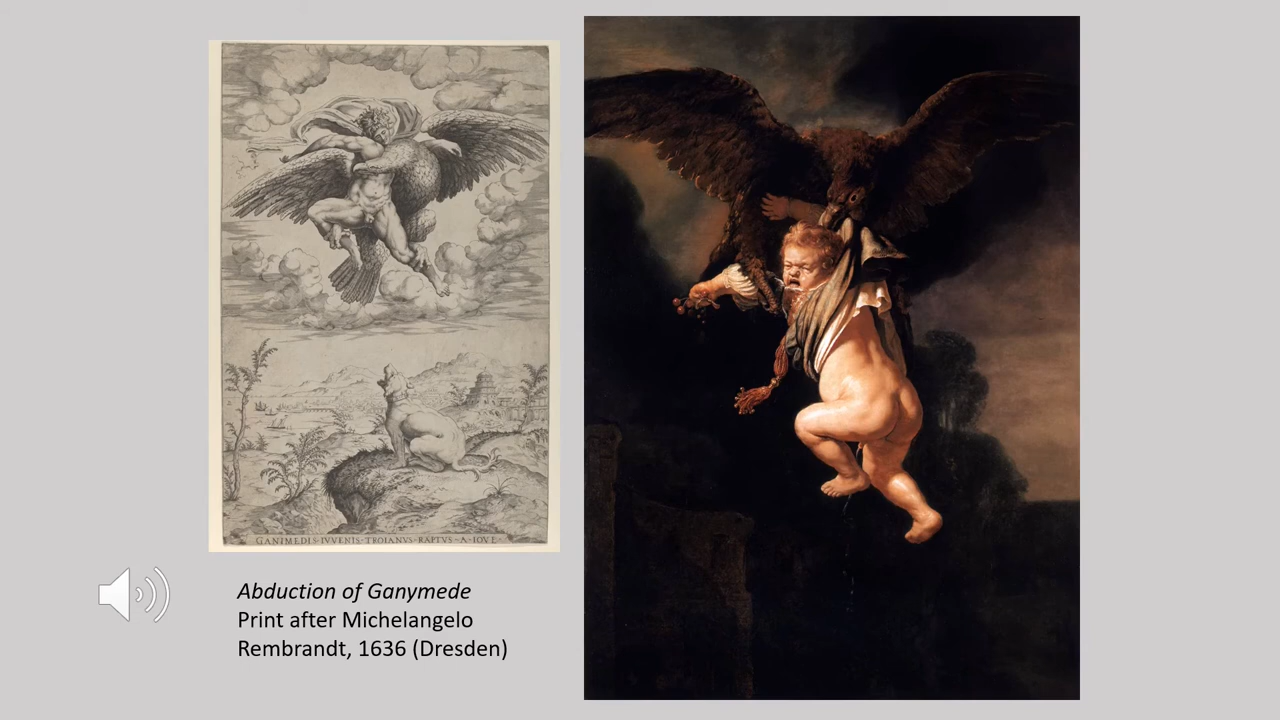 GANIMEDIS·IVVENIS·TROIANVS·RAPTVS·A·IOVE·
Abduction of Ganymede
Print after Michelangelo
Rembrandt, 1636 (Dresden)